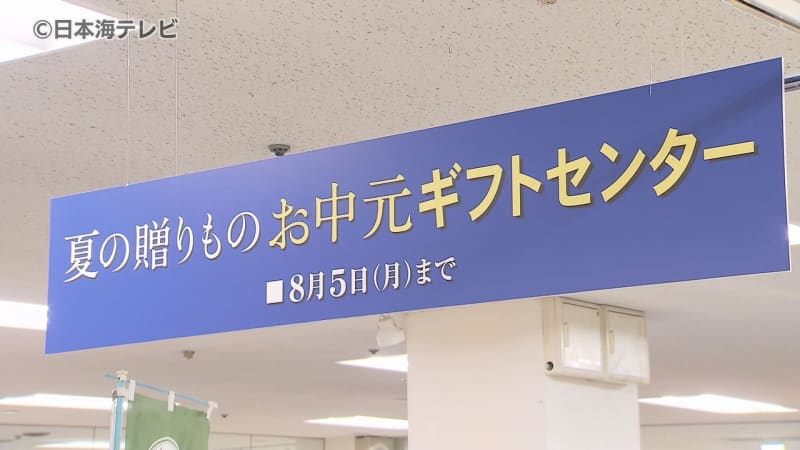 ©日本海テレビ
夏の贈りもの お中元ギフトセンター
■8月5日(月)まで